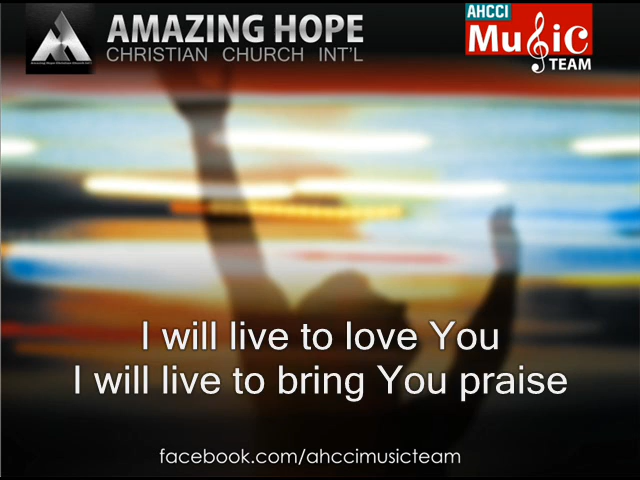 AMAZING HOPE
CHRISTIAN CHURCH INT'L
AHCCI
Music
TEAM
I will live to love You
I will live to bring You praise
facebook.com/ahccimusicteam